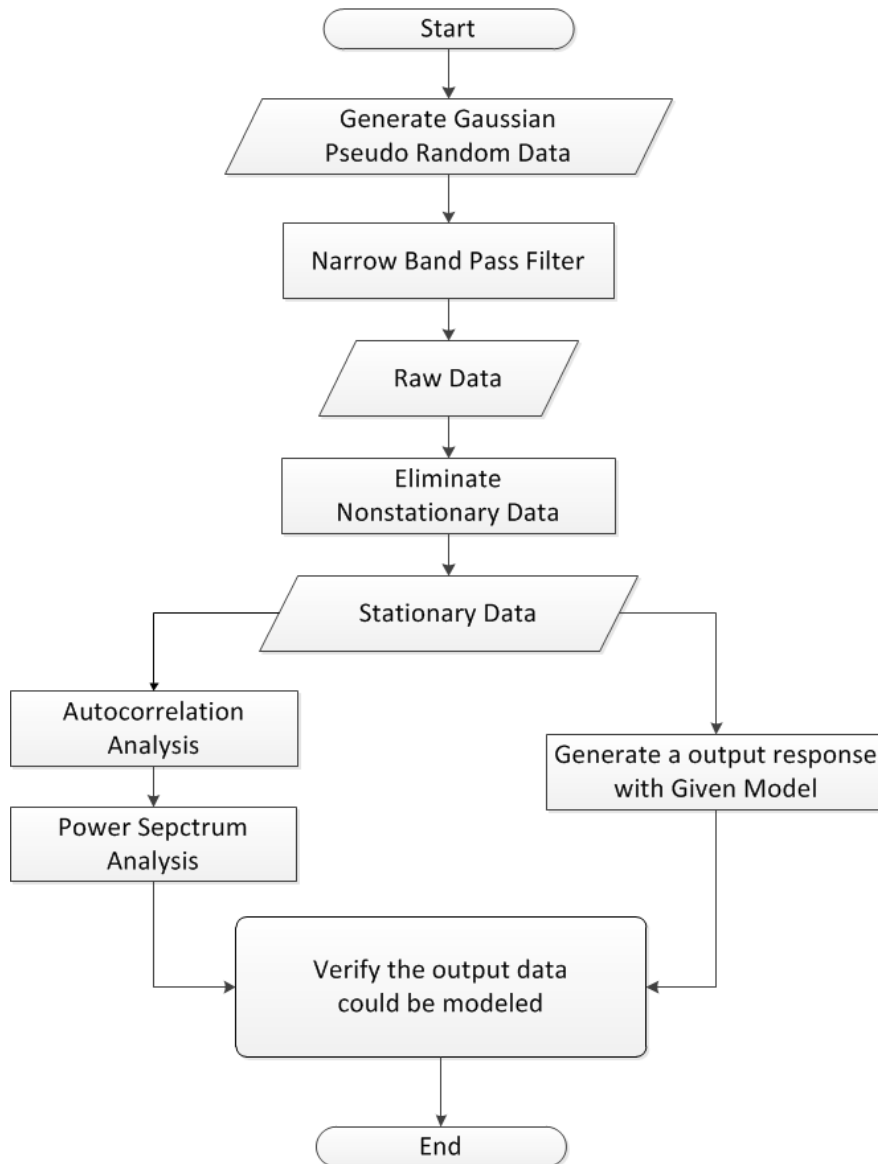 Start
Generate Gaussian
Pseudo Random Data
Narrow Band Pass Filter
Raw Data
Eliminate
Nonstationary Data
Stationary Data
Autocorrelation
Analysis
Generate a output response
with Given Model
Power Sepctrum
Analysis
Verify the output data
could be modeled
End